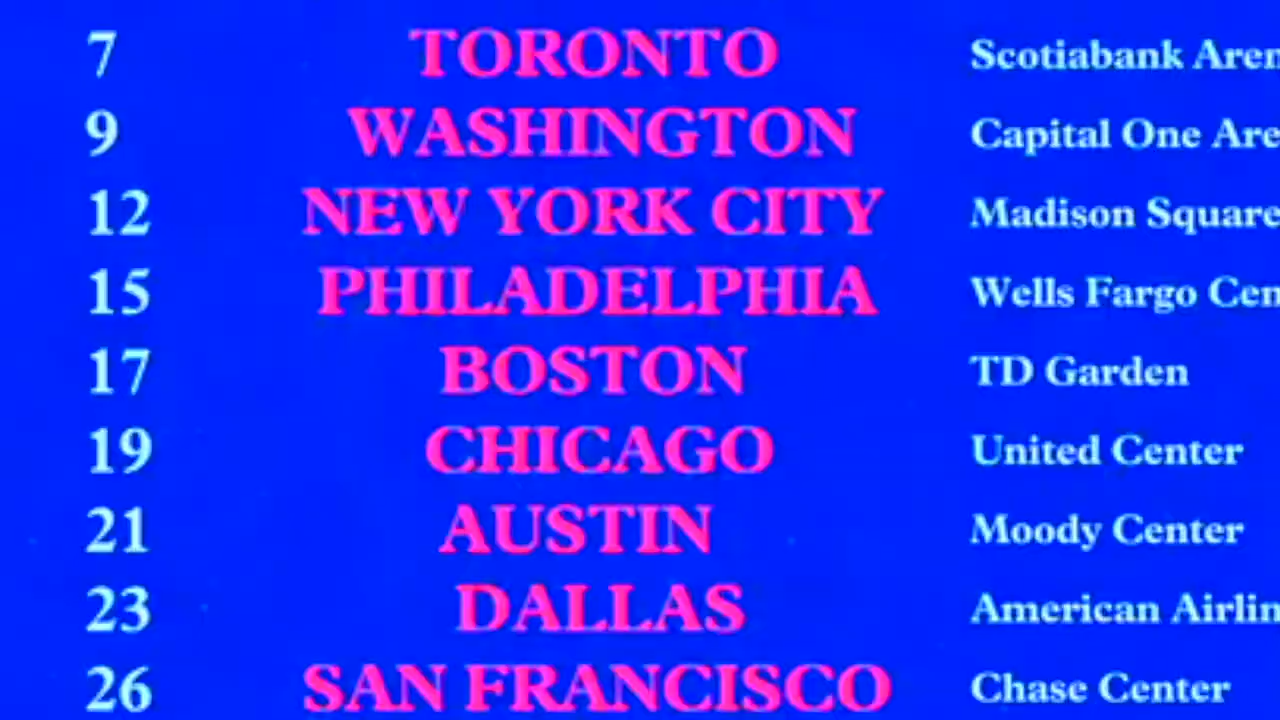 7 TORONTO Scotiabank Aren
9 WASHINGTON Capital One Are
12 NEW YORK CITY Madison Square
15 PHILADELPHIA Wells Fargo Cen
17 BOSTON TD Garden
19 CHICAGO United Center
21 AUSTIN Moody Center
23 DALLAS American Airlin
26 SAN FRANCISCO Chase Center